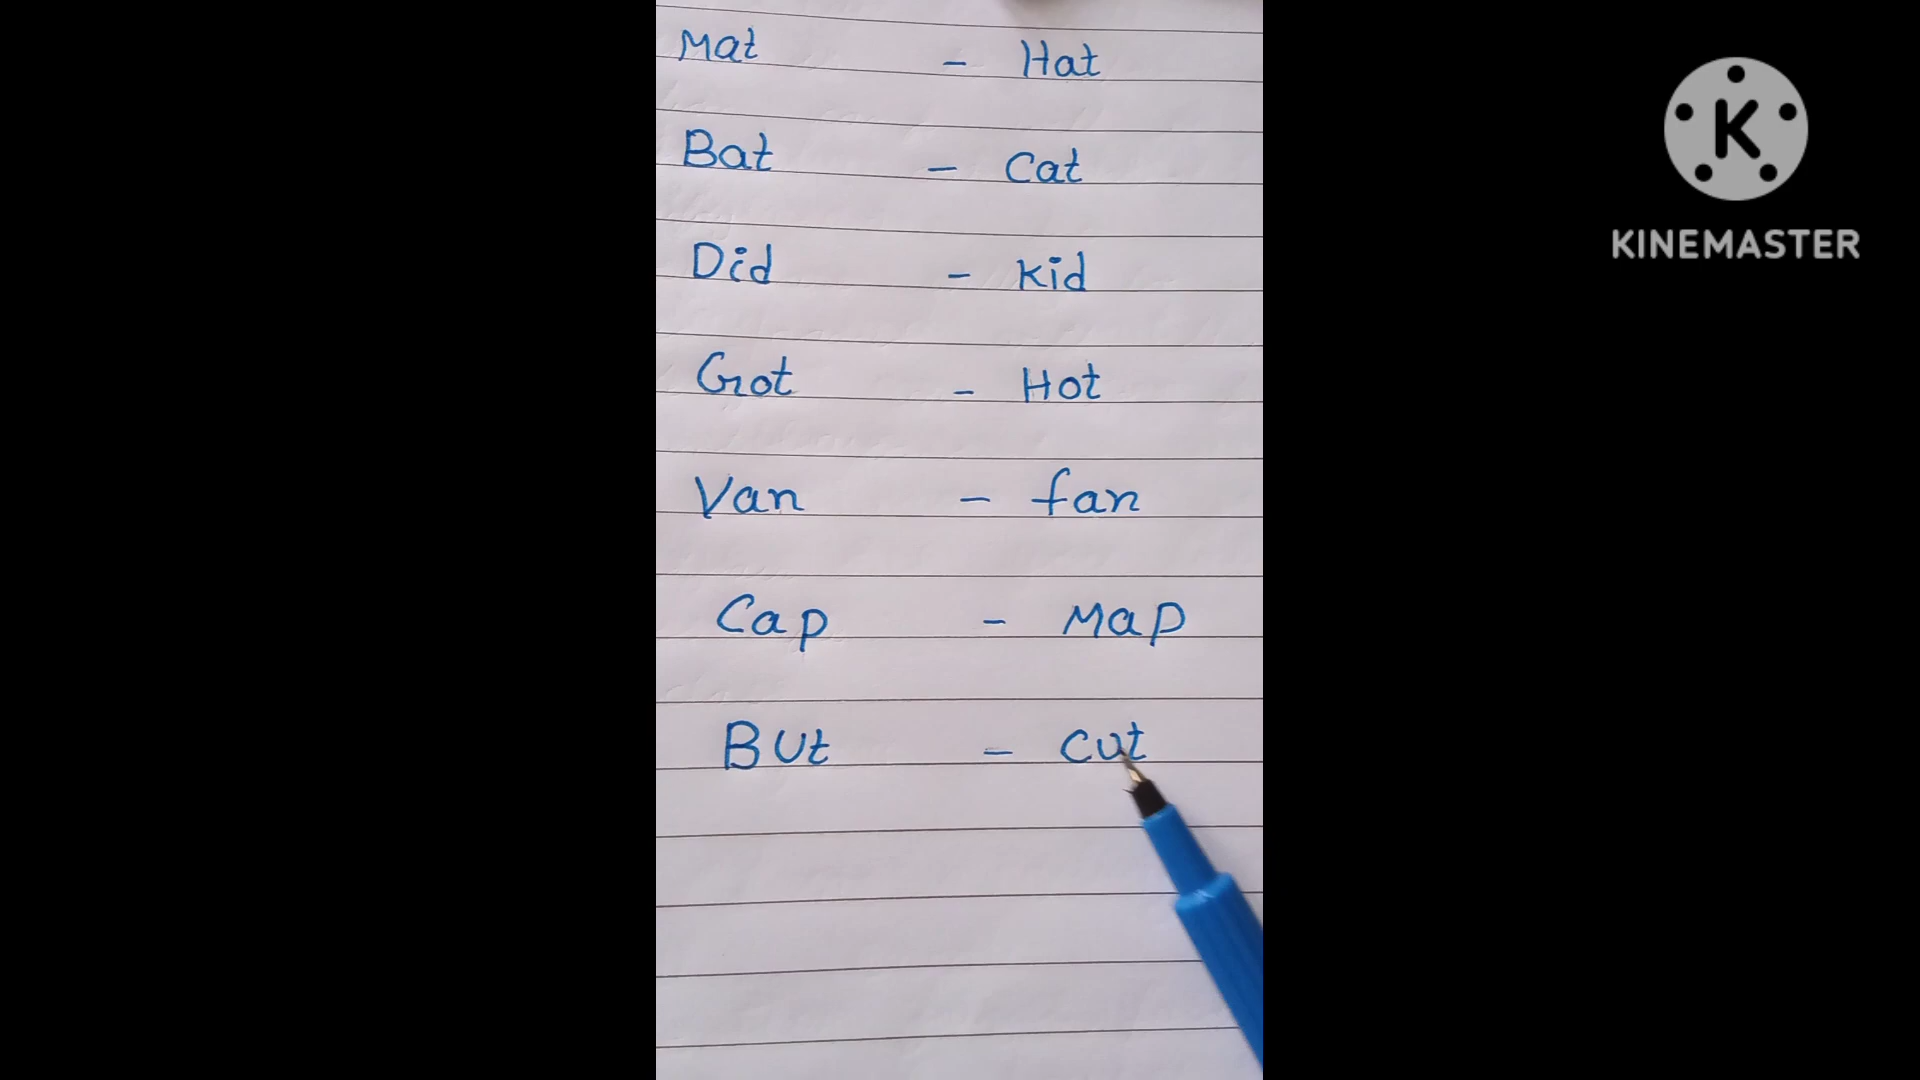 Mat - Hat
Bat - Cat
Did - Kid
Got - Hot
Van - fan
Cap - Map
But - Cut
K
KINEMASTER